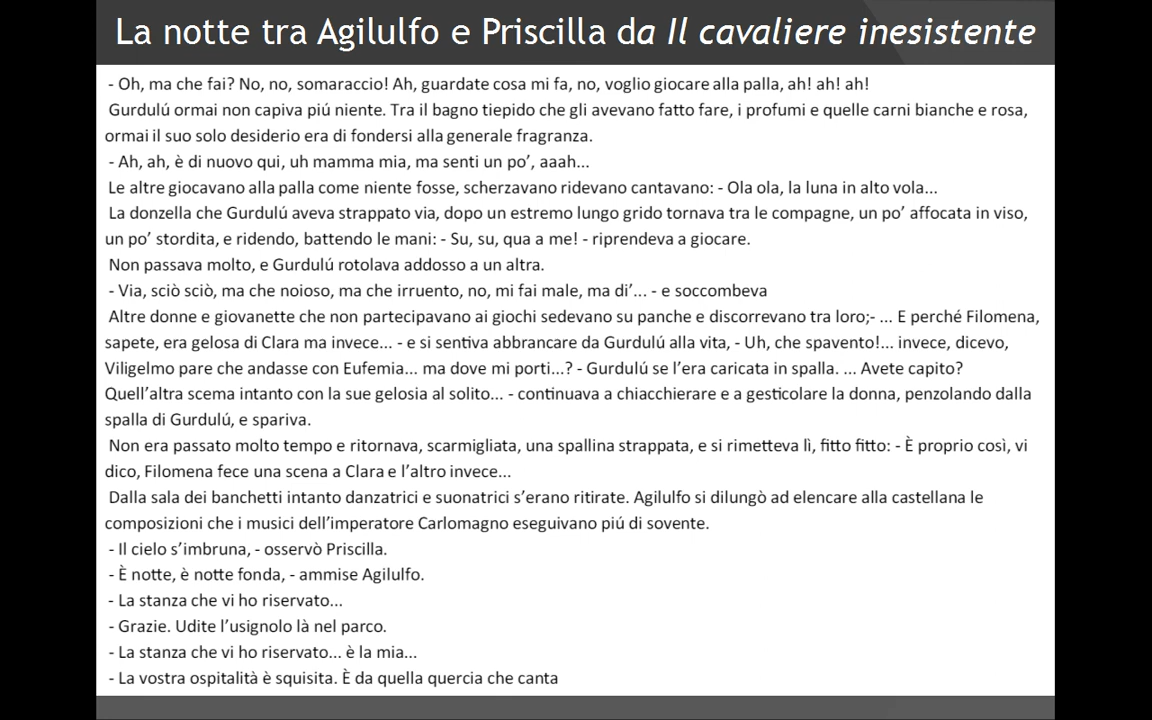 La notte tra Agilulfo e Priscilla da Il cavaliere inesistente
- Oh, ma che fai? No, no, somaraccio! Ah, guardate cosa mi fa, no, voglio giocare alla palla, ah! ah! ah!
Gurdulú ormai non capiva piú niente. Tra il bagno tiepido che gli avevano fatto fare, i profumi e quelle carni bianche e rosa,
ormai il suo solo desiderio era di fondersi alla generale fragranza.
- Ah, ah, è di nuovo qui, uh mamma mia, ma senti un po’, aaah...
Le altre giocavano alla palla come niente fosse, scherzavano ridevano cantavano: - Ola ola, la luna in alto vola...
La donzella che Gurdulú aveva strappato via, dopo un estremo lungo grido tornava tra le compagne, un po’ affocata in viso,
un po’ stordita, e ridendo, battendo le mani: - Su, su, qua a me! - riprendeva a giocare.
Non passava molto, e Gurdulú rotolava addosso a un altra.
- Via, sciò sciò, ma che noioso, ma che irruento, no, mi fai male, ma di’... - e soccombeva
Altre donne e giovanette che non partecipavano ai giochi sedevano su panche e discorrevano tra loro;- ... E perché Filomena,
sapete, era gelosa di Clara ma invece... - e si sentiva abbrancare da Gurdulú alla vita, - Uh, che spavento!... invece, dicevo,
Viligelmo pare che andasse con Eufemia... ma dove mi porti...? - Gurdulú se l’era caricata in spalla. ... Avete capito?
Quell’altra scema intanto con la sue gelosia al solito... - continuava a chiacchierare e a gesticolare la donna, penzolando dalla
spalla di Gurdulú, e spariva.
Non era passato molto tempo e ritornava, scarmigliata, una spallina strappata, e si rimetteva lì, fitto fitto: - È proprio così, vi
dico, Filomena fece una scena a Clara e l’altro invece...
Dalla sala dei banchetti intanto danzatrici e suonatrici s’erano ritirate. Agilulfo si dilungò ad elencare alla castellana le
composizioni che i musici dell’imperatore Carlomagno eseguivano piú di sovente.
- Il cielo s’imbruna, - osservò Priscilla.
- È notte, è notte fonda, - ammise Agilulfo.
- La stanza che vi ho riservato...
- Grazie. Udite l’usignolo là nel parco.
- La stanza che vi ho riservato... è la mia...
- La vostra ospitalità è squisita. È da quella quercia che canta